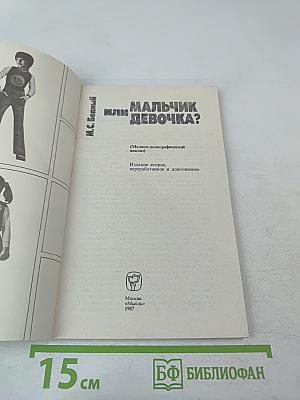 М.С. Бедный
МАЛЬЧИК
ИЛИ ДЕВОЧКА?
(Медико-демографический
анализ)
Издание второе,
переработанное и дополненное
Москва
«Мысль»
1987
15 см
БФ БИБЛИОФАН